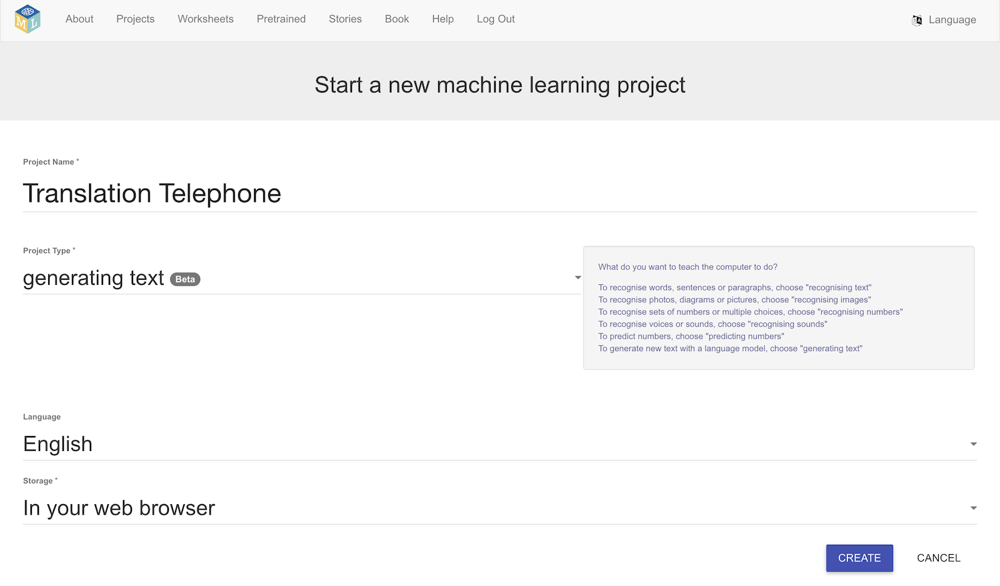 M L
About Projects Worksheets Pretrained Stories Book Help Log Out Language
Start a new machine learning project
Project Name *
Translation Telephone
Project Type *
generating text Beta
What do you want to teach the computer to do?
To recognise words, sentences or paragraphs, choose "recognising text"
To recognise photos, diagrams or pictures, choose "recognising images"
To recognise sets of numbers or multiple choices, choose "recognising numbers"
To recognise voices or sounds, choose "recognising sounds"
To predict numbers, choose "predicting numbers"
To generate new text with a language model, choose "generating text"
Language
English
Storage *
In your web browser
CREATE CANCEL